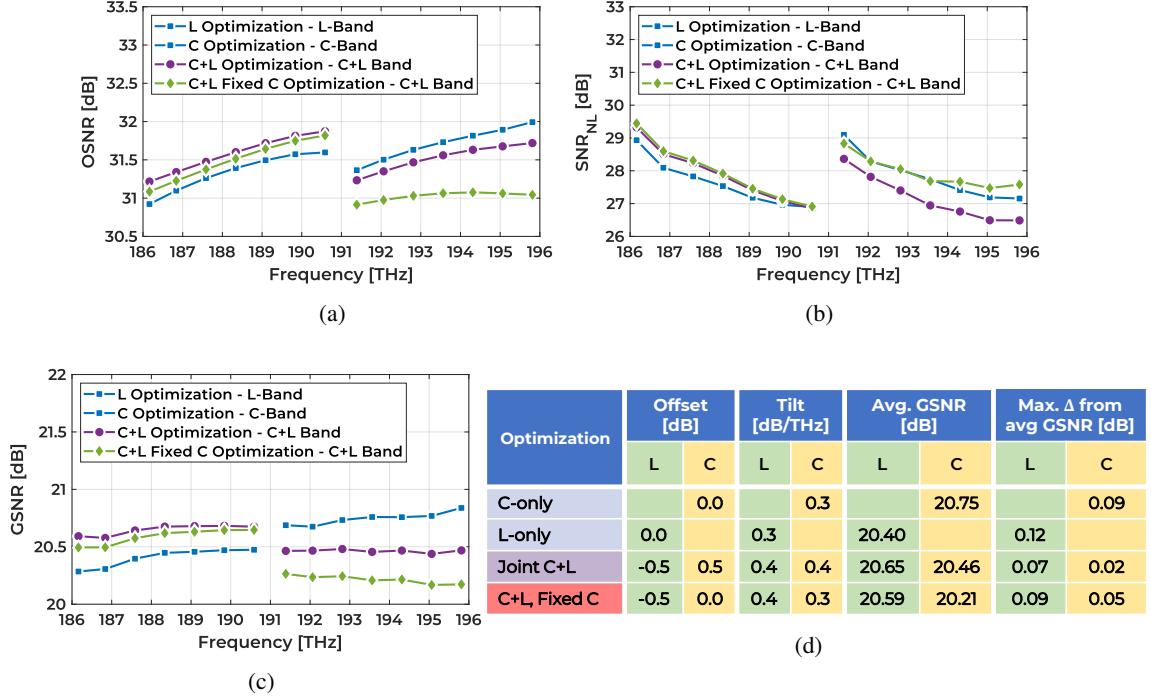 33.5
33
32.5
32
31.5
31
30.5
OSNR [dB]
L Optimization - L-Band
C Optimization - C-Band
C+L Optimization - C+L Band
C+L Fixed C Optimization - C+L Band
186 187 188 189 190 191 192 193 194 195 196
Frequency [THz]
(a)
33
32
31
30
29
28
27
26
SNR_NL [dB]
L Optimization - L-Band
C Optimization - C-Band
C+L Optimization - C+L Band
C+L Fixed C Optimization - C+L Band
186 187 188 189 190 191 192 193 194 195 196
Frequency [THz]
(b)
22
21.5
21
20.5
20
GSNR [dB]
L Optimization - L-Band
C Optimization - C-Band
C+L Optimization - C+L Band
C+L Fixed C Optimization - C+L Band
186 187 188 189 190 191 192 193 194 195 196
Frequency [THz]
(c)
Optimization
Offset [dB]
Tilt [dB/THz]
Avg. GSNR [dB]
Max. Δ from avg GSNR [dB]
L C L C L C L C
C-only 0.0 0.3 20.75 0.09
L-only 0.0 0.3 20.40 0.12
Joint C+L -0.5 0.5 0.4 0.4 20.65 20.46 0.07 0.02
C+L, Fixed C -0.5 0.0 0.4 0.3 20.59 20.21 0.09 0.05
(d)